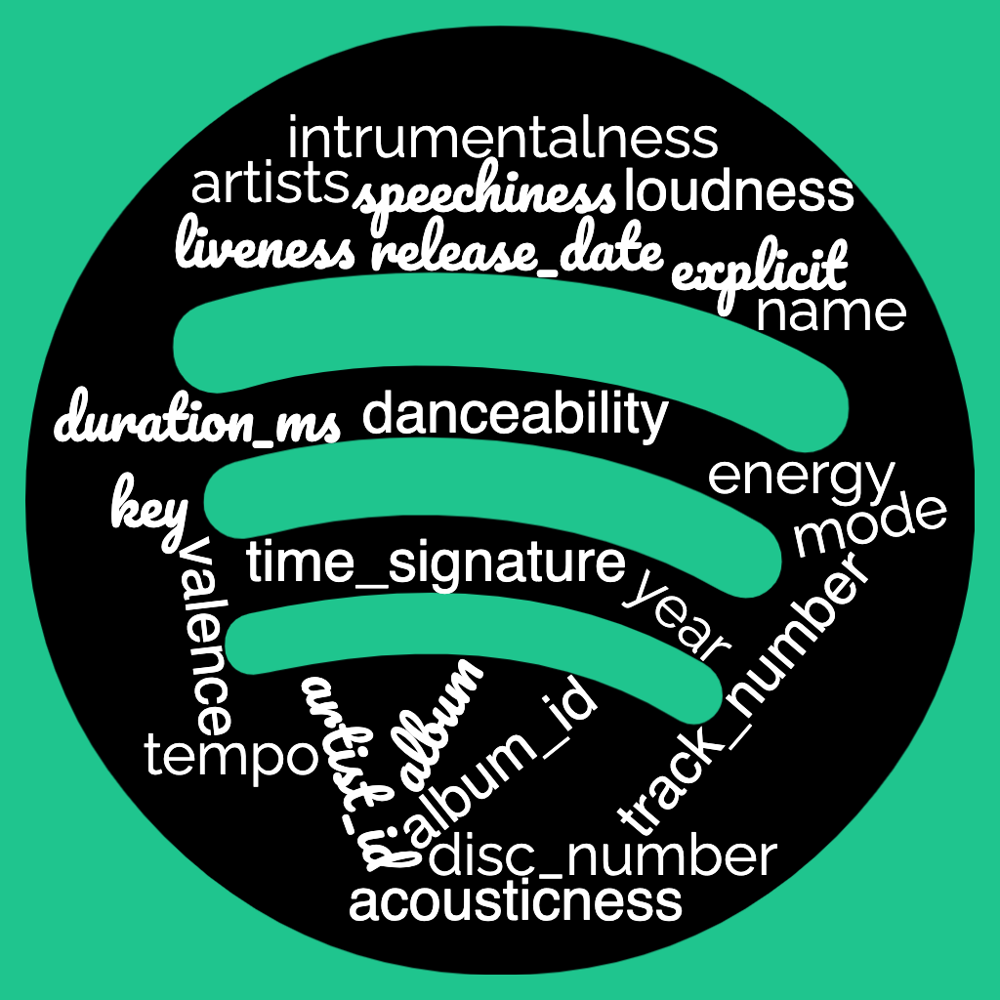 intrumentalness
artists speechiness loudness
liveness release_date explicit
name
duration_ms danceability
energy
key mode
time_signature
valence year
track_number
artist_id album
album_id
tempo
disc_number
acousticness